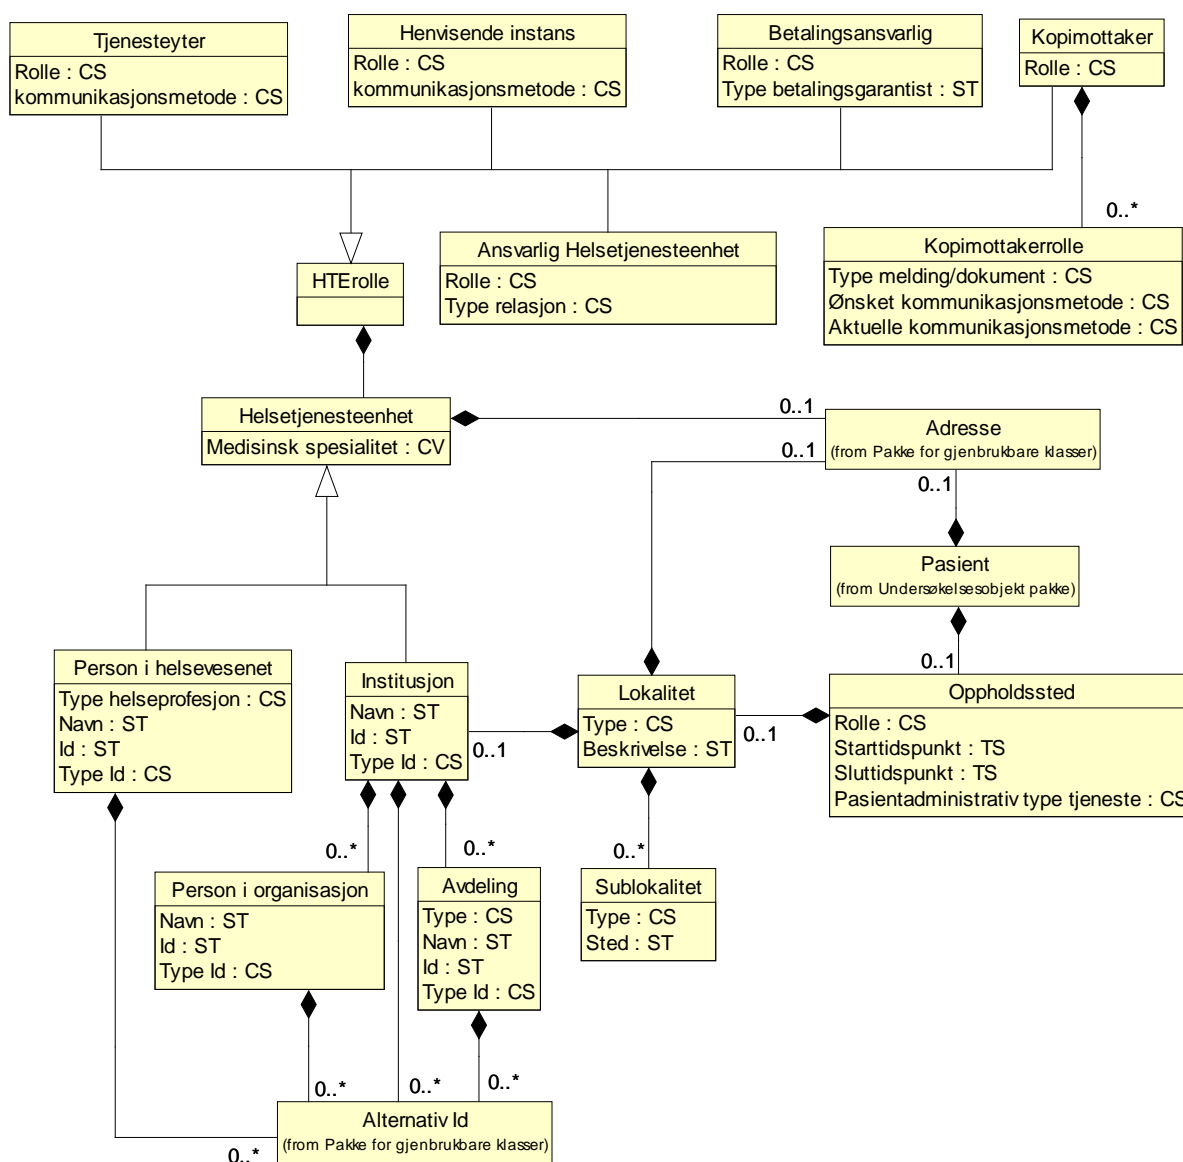 Tjenesteyter
Rolle : CS
kommunikasjonsmetode : CS
Henvisende instans
Rolle : CS
kommunikasjonsmetode : CS
Betalingsansvarlig
Rolle : CS
Type betalingsgarantist : ST
Kopimottaker
Rolle : CS
0..*
HTErolle
Ansvarlig Helsetjenesteenhet
Rolle : CS
Type relasjon : CS
Kopimottakerrolle
Type melding/dokument : CS
Ønsket kommunikasjonsmetode : CS
Aktuelle kommunikasjonsmetode : CS
Helsetjenesteenhet
Medisinsk spesialitet : CV
0..1
0..1
Adresse
(from Pakke for gjenbrukbare klasser)
0..1
Pasient
(from Undersøkelsesobjekt pakke)
0..1
Person i helsevesenet
Type helseprofesjon : CS
Navn : ST
Id : ST
Type Id : CS
Institusjon
Navn : ST
Id : ST
Type Id : CS
0..1
Lokalitet
Type : CS
Beskrivelse : ST
0..1
Oppholdssted
Rolle : CS
Starttidspunkt : TS
Sluttidspunkt : TS
Pasientadministrativ type tjeneste : CS
0..*
0..*
0..*
Person i organisasjon
Navn : ST
Id : ST
Type Id : CS
Avdeling
Type : CS
Navn : ST
Id : ST
Type Id : CS
Sublokalitet
Type : CS
Sted : ST
0..*
0..*
0..*
Alternativ Id
(from Pakke for gjenbrukbare klasser)
0..*